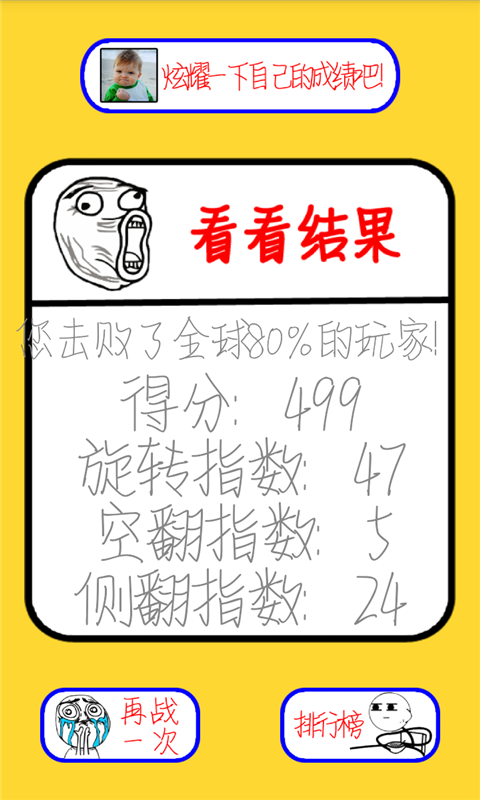 炫耀一下自己的成绩吧!
看看结果
您击败了全球80%的玩家!
得分: 499
旋转指数: 47
空翻指数: 5
侧翻指数: 24
再战
一次
排行榜